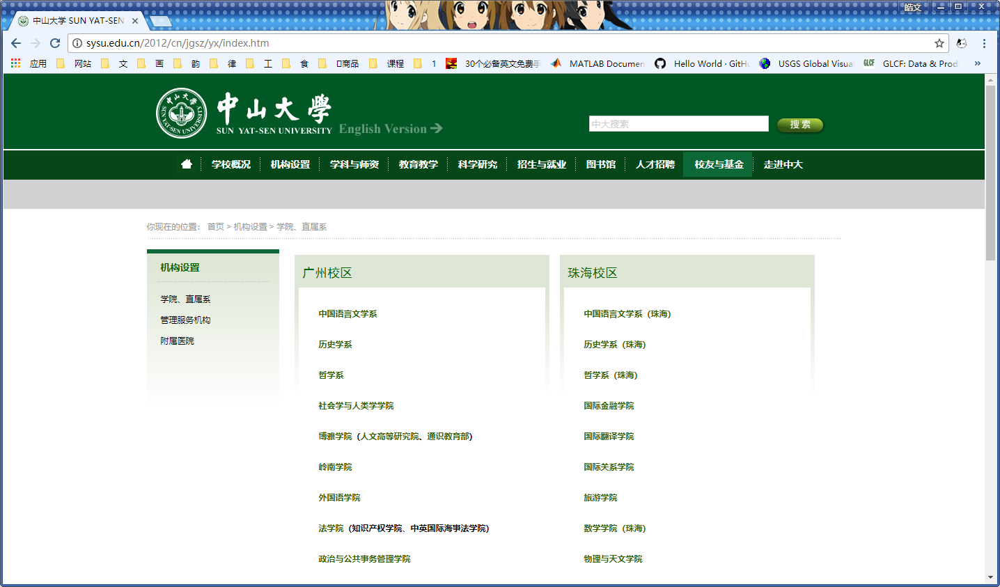 皓文
中山大学 SUN YAT-SEN
sysu.edu.cn/2012/cn/jgsz/yx/index.htm
应用 网站 文 画 韵 律 工 食 口商品 课程 1 30个必备英文免费手 MATLAB Documen Hello World · GitHu USGS Global Visua GLCF GLCF: Data & Prod »
中山大學
SUN YAT-SEN UNIVERSITY
中山大学
SUN YAT-SEN UNIVERSITY
English Version
中大搜索
搜 索
学校概况 机构设置 学科与师资 教育教学 科学研究 招生与就业 图书馆 人才招聘 校友与基金 走进中大
你现在的位置: 首页 > 机构设置 > 学院、直属系
机构设置
学院、直属系
管理服务机构
附属医院
广州校区
中国语言文学系
历史学系
哲学系
社会学与人类学学院
博雅学院 (人文高等研究院、通识教育部)
岭南学院
外国语学院
法学院 (知识产权学院、中英国际海事法学院)
政治与公共事务管理学院
珠海校区
中国语言文学系 (珠海)
历史学系 (珠海)
哲学系 (珠海)
国际金融学院
国际翻译学院
国际关系学院
旅游学院
数学学院 (珠海)
物理与天文学院